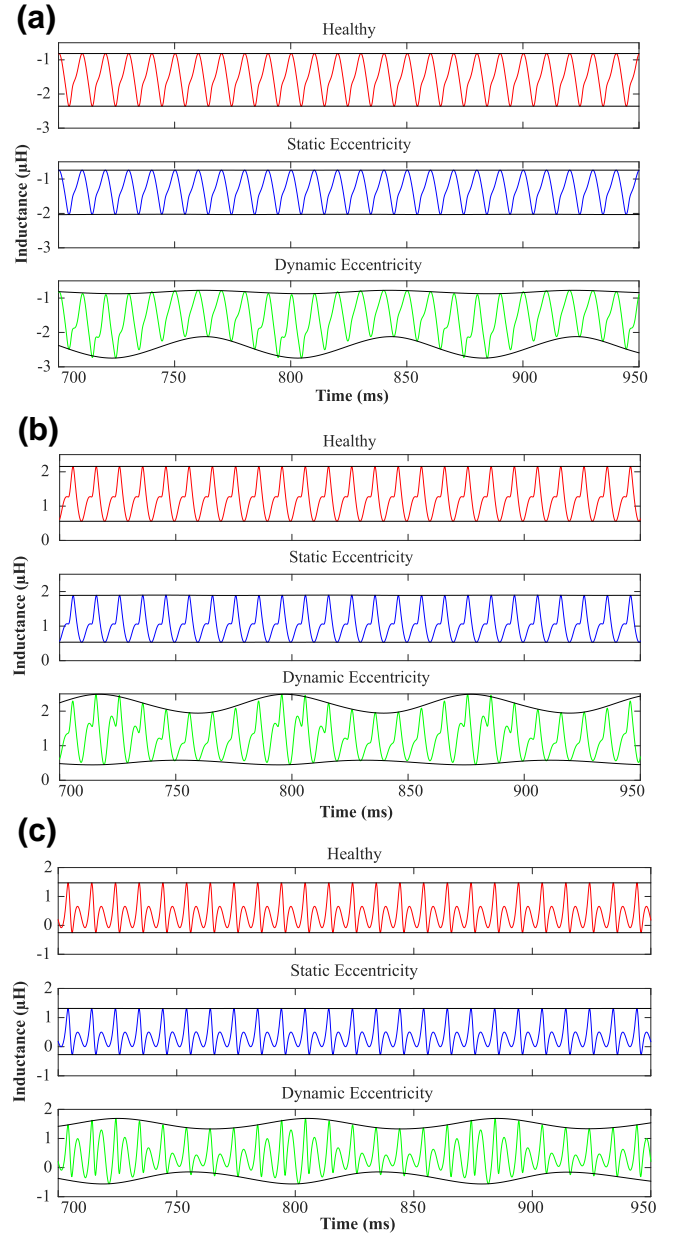 (a)
Healthy
-1
-2
-3
Static Eccentricity
-1
-2
-3
Inductance (μH)
Dynamic Eccentricity
-1
-2
-3
700 750 800 850 900 950
Time (ms)
(b)
Healthy
2
1
0
Static Eccentricity
2
1
0
Inductance (μH)
Dynamic Eccentricity
2
1
0
700 750 800 850 900 950
Time (ms)
(c)
Healthy
2
1
0
-1
Static Eccentricity
2
1
0
-1
Inductance (μH)
Dynamic Eccentricity
2
1
0
-1
700 750 800 850 900 950
Time (ms)